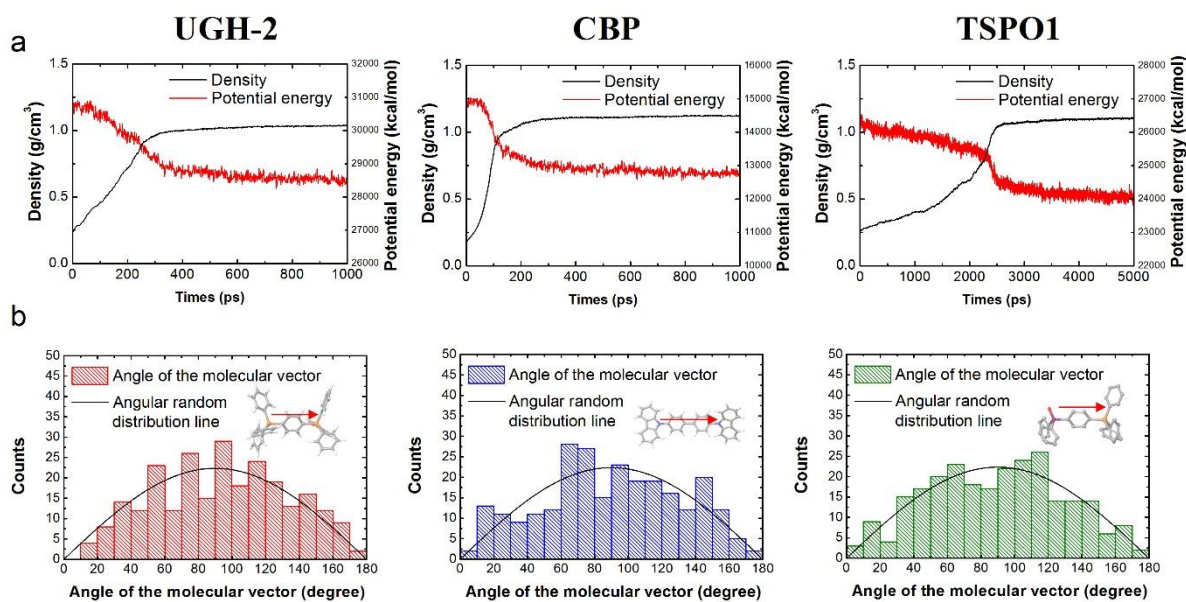 UGH-2
CBP
TSPO1
a
Density
Potential energy
Density (g/cm³)
1.5
1.0
0.5
0.0
Potential energy (kcal/mol)
32000
31000
30000
29000
28000
27000
26000
0 200 400 600 800 1000
Times (ps)
Density
Potential energy
Density (g/cm³)
1.5
1.0
0.5
0.0
Potential energy (kcal/mol)
16000
15000
14000
13000
12000
11000
10000
0 200 400 600 800 1000
Times (ps)
Density
Potential energy
Density (g/cm³)
1.5
1.0
0.5
0.0
Potential energy (kcal/mol)
28000
27000
26000
25000
24000
23000
22000
0 1000 2000 3000 4000 5000
Times (ps)
b
Angle of the molecular vector
Angular random
distribution line
Counts
50
45
40
35
30
25
20
15
10
5
0
0 20 40 60 80 100 120 140 160 180
Angle of the molecular vector (degree)
Angle of the molecular vector
Angular random
distribution line
Counts
50
45
40
35
30
25
20
15
10
5
0
0 20 40 60 80 100 120 140 160 180
Angle of the molecular vector (degree)
Angle of the molecular vector
Angular random
distribution line
Counts
50
45
40
35
30
25
20
15
10
5
0
0 20 40 60 80 100 120 140 160 180
Angle of the molecular vector (degree)